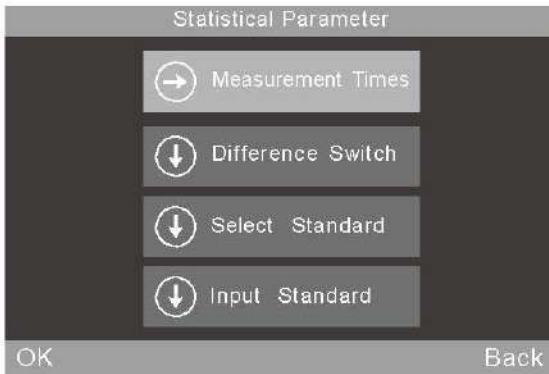 Statistical Parameter
Measurement Times
Difference Switch
Select Standard
Input Standard
OK Back